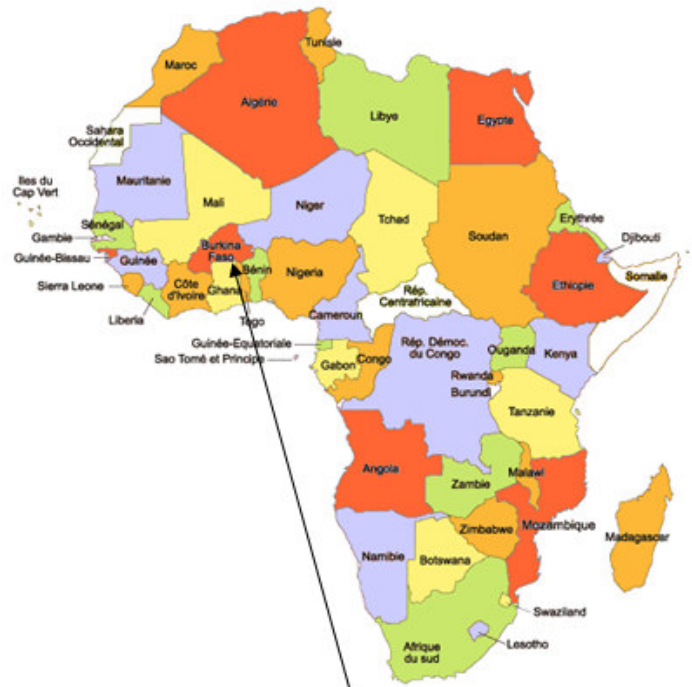 Tunisie
Maroc
Algérie
Libye
Egypte
Sahara
Occidental
Mauritanie
Iles du
Cap Vert
Mali
Niger
Tchad
Soudan
Erythrée
Sénégal
Gambie
Djibouti
Burkina
Faso
Guinée-Bissau
Guinée
Bénin
Nigeria
Somalie
Sierra Leone
Côte
d'Ivoire
Ghana
Ethiopie
Rép.
Centrafricaine
Liberia
Togo
Cameroun
Guinée-Equatoriale
Rép. Démoc.
du Congo
Ouganda
Kenya
Sao Tomé et Principe
Gabon
Congo
Rwanda
Burundi
Tanzanie
Angola
Zambie
Malawi
Mozambique
Zimbabwe
Madagascar
Namibie
Botswana
Swaziland
Lesotho
Afrique
du sud